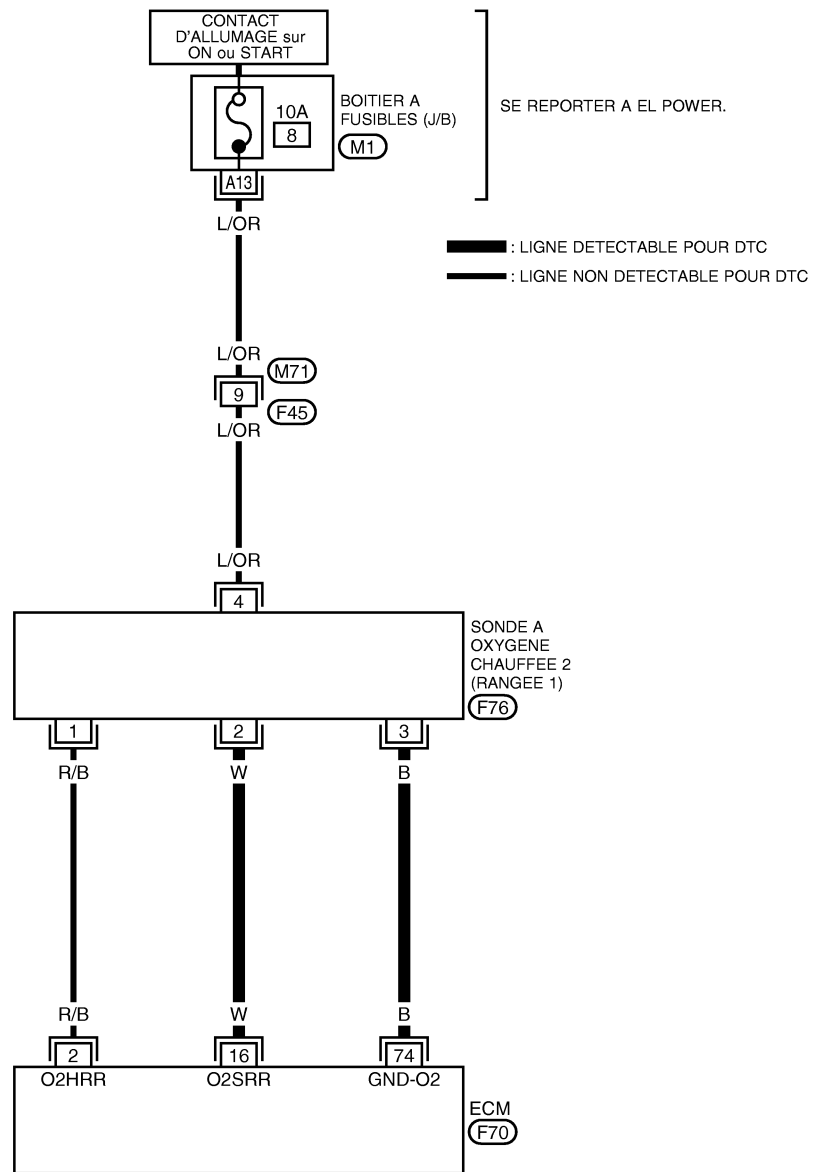 CONTACT
D'ALLUMAGE sur
ON ou START
10A
8
BOITIER A
FUSIBLES (J/B)
M1
SE REPORTER A EL POWER.
A13
L/OR
: LIGNE DETECTABLE POUR DTC
: LIGNE NON DETECTABLE POUR DTC
L/OR
M71
9
F45
L/OR
L/OR
4
SONDE A
OXYGENE
CHAUFFEE 2
(RANGEE 1)
F76
1 2 3
R/B W B
R/B W B
2 16 74
O2HRR O2SRR GND-O2
ECM
F70